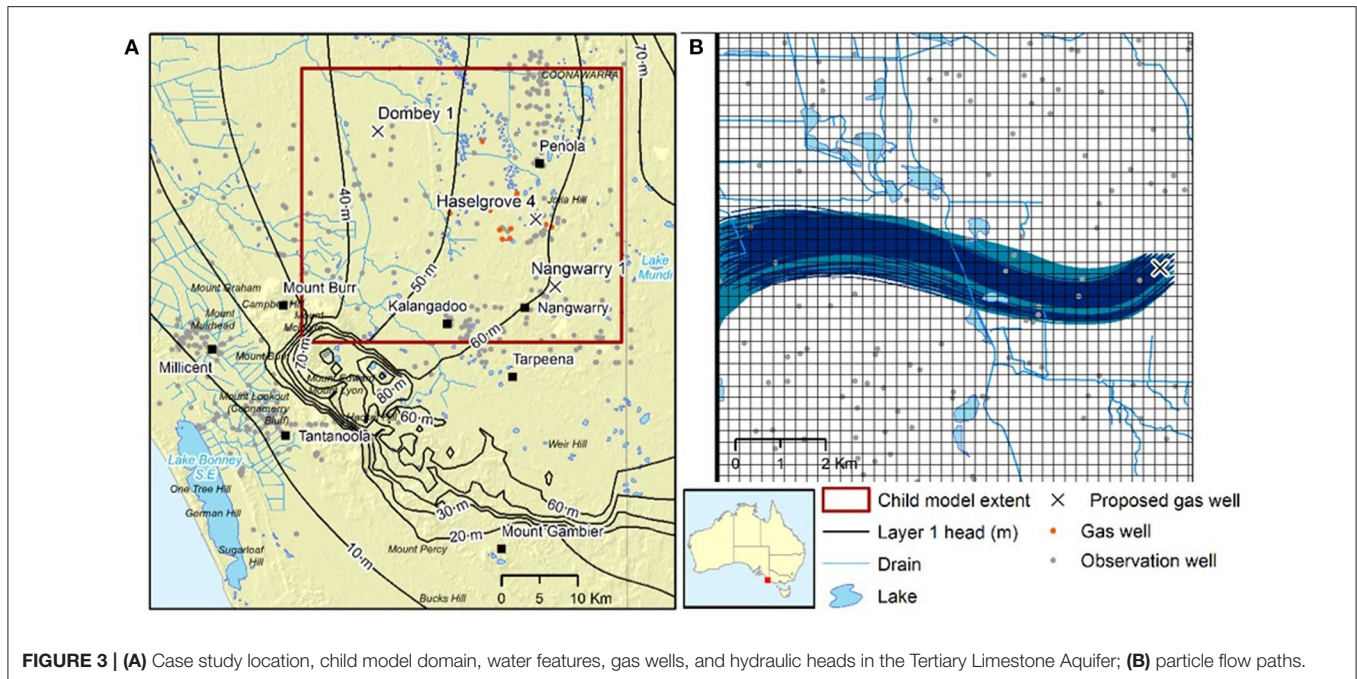 A
B
70·m
COONAWARRA
Dombey 1
Penola
40·m
Haselgrove 4
Julia Hill
50·m
Nangwarry 1
Lake
Mount Graham
Mount Burr
Campbell Hill
Kalangadoo
Nangwarry
Mount
Muirhead
60·m
70·m
Mount Burr
Millicent
Tarpeena
80·m
Mount Lookout
(Coonamerry
Bluff)
60·m
Tantanoola
Weir Hill
Lake Bonney
S.E
One Tree Hill
Gorman Hill
60·m
30·m
20·m
Mount Gambier
Sugarloaf
Hill
Mount Percy
10·m
Bucks Hill
0 5 10 Km
0 2 Km
Child model extent
Layer 1 head (m)
Drain
Lake
Proposed gas well
Gas well
Observation well
FIGURE 3 | (A) Case study location, child model domain, water features, gas wells, and hydraulic heads in the Tertiary Limestone Aquifer; (B) particle flow paths.